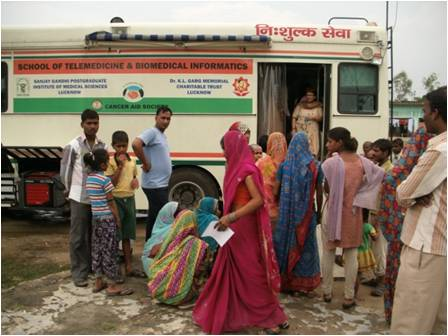 निःशुल्क सेवा
SCHOOL OF TELEMEDICINE & BIOMEDICAL INFORMATICS
SANJAY GANDHI POSTGRADUATE
INSTITUTE OF MEDICAL SCIENCES
LUCKNOW
Dr. K.L. GARG MEMORIAL
CHARITABLE TRUST
LUCKNOW
CANCER AID SOCIETY